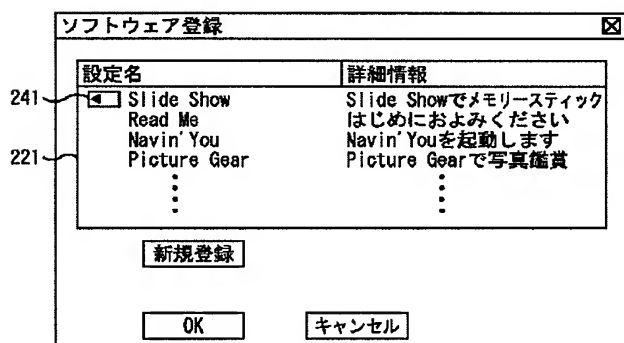 ソフトウェア登録
設定名 詳細情報
241 Slide Show Slide Showでメモリースティック
Read Me はじめにおよみください
Navin'You Navin'Youを起動します
221 Picture Gear Picture Gearで写真鑑賞
新規登録
OK キャンセル